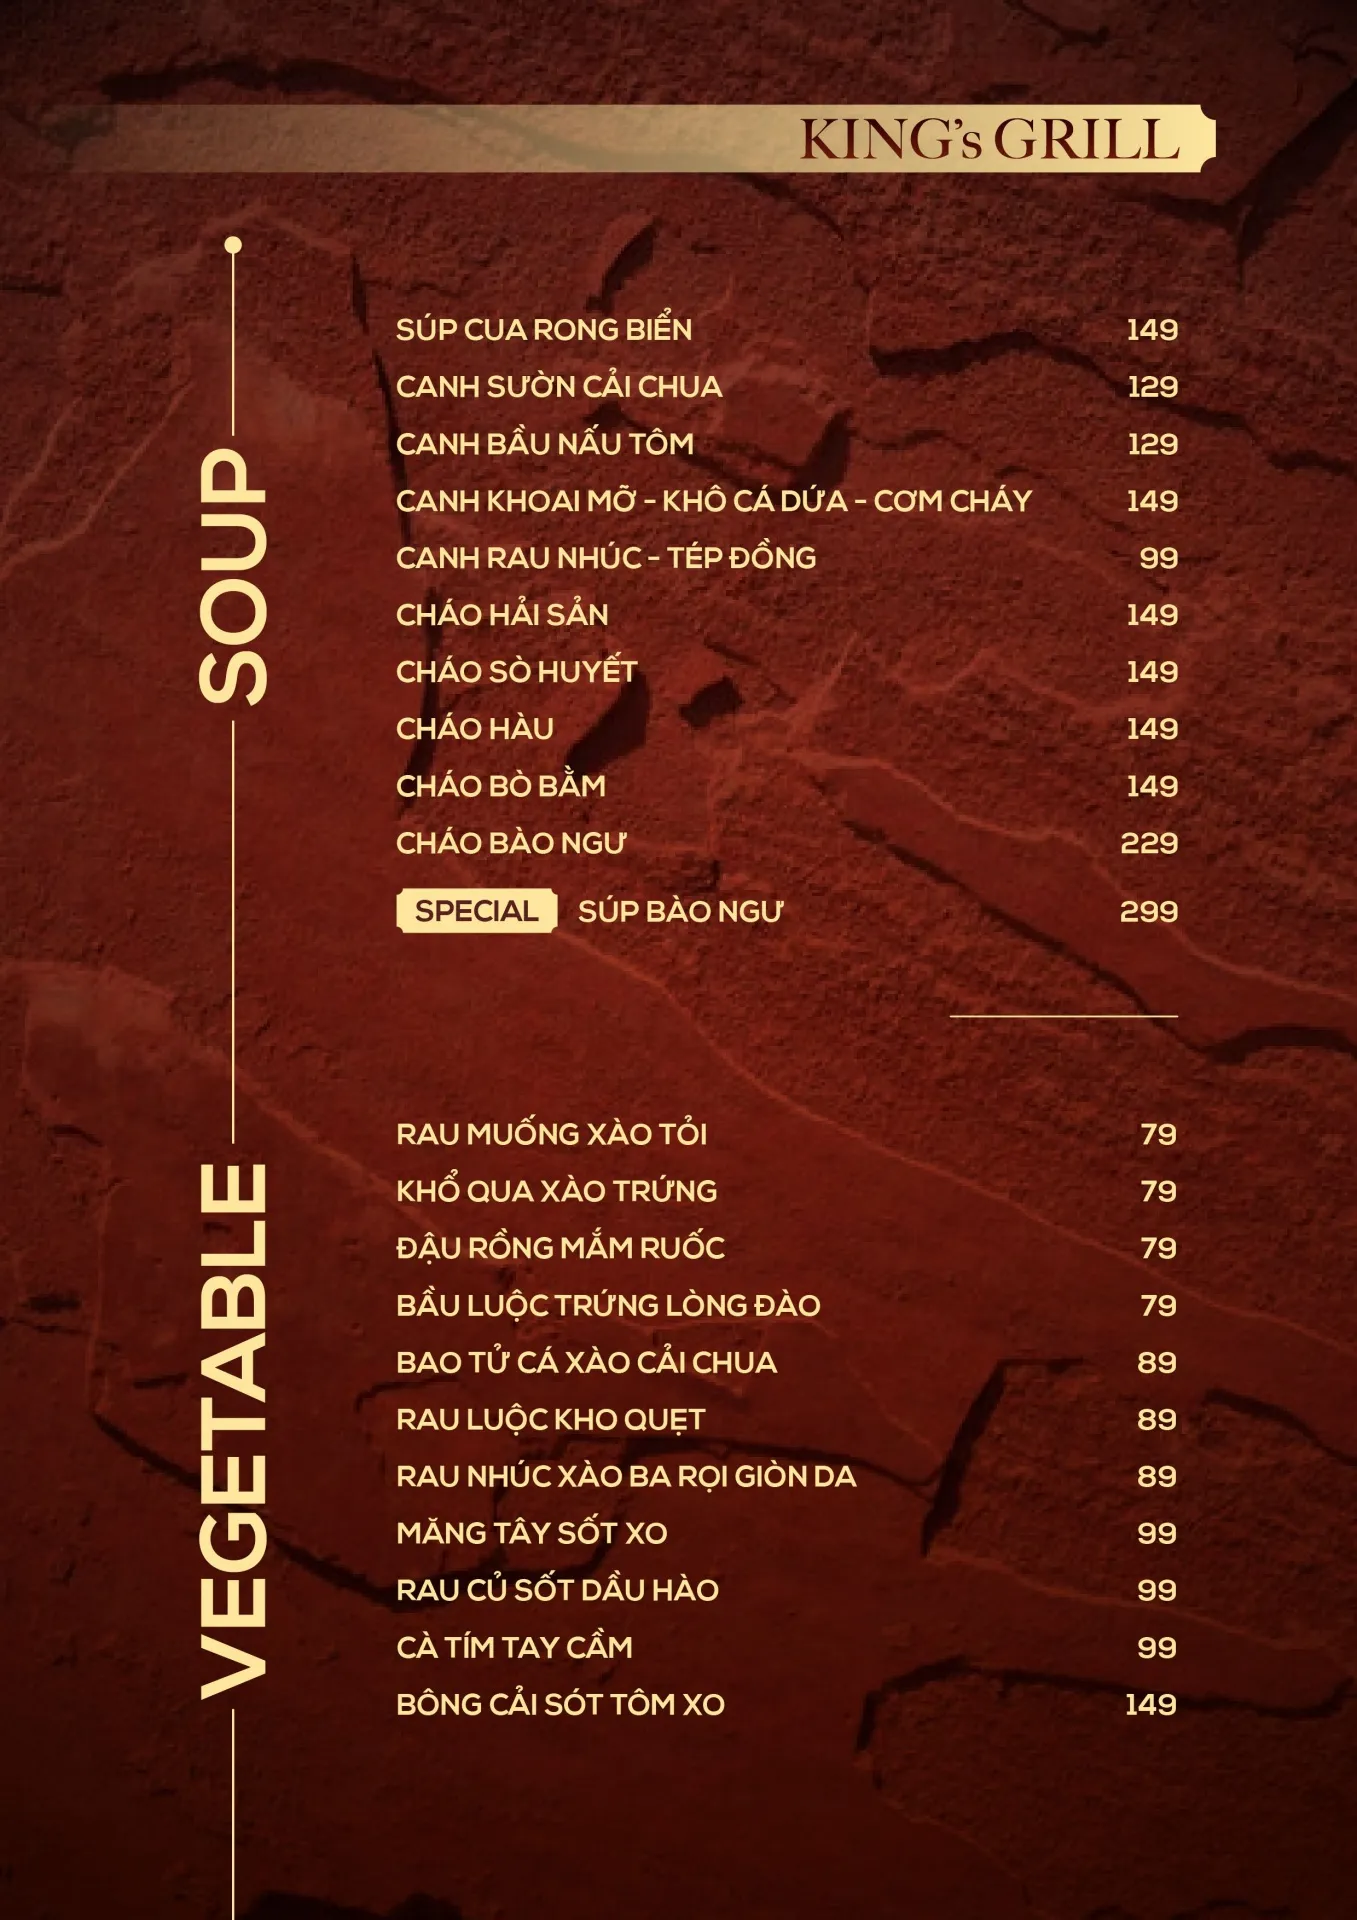 KING's GRILL
SOUP
SÚP CUA RONG BIỂN 149
CANH SƯỜN CẢI CHUA 129
CANH BẦU NẤU TÔM 129
CANH KHOAI MỠ - KHÔ CÁ DỨA - CƠM CHÁY 149
CANH RAU NHÚC - TÉP ĐỒNG 99
CHÁO HẢI SẢN 149
CHÁO SÒ HUYẾT 149
CHÁO HÀU 149
CHÁO BÒ BẰM 149
CHÁO BÀO NGƯ 229
SPECIAL SÚP BÀO NGƯ 299
VEGETABLE
RAU MUỐNG XÀO TỎI 79
KHỔ QUA XÀO TRỨNG 79
ĐẬU RỒNG MẮM RUỐC 79
BẦU LUỘC TRỨNG LÒNG ĐÀO 79
BAO TỬ CÁ XÀO CẢI CHUA 89
RAU LUỘC KHO QUẸT 89
RAU NHÚC XÀO BA RỌI GIÒN DA 89
MĂNG TÂY SỐT XO 99
RAU CỦ SỐT DẦU HÀO 99
CÀ TÍM TAY CẦM 99
BÔNG CẢI SÓT TÔM XO 149